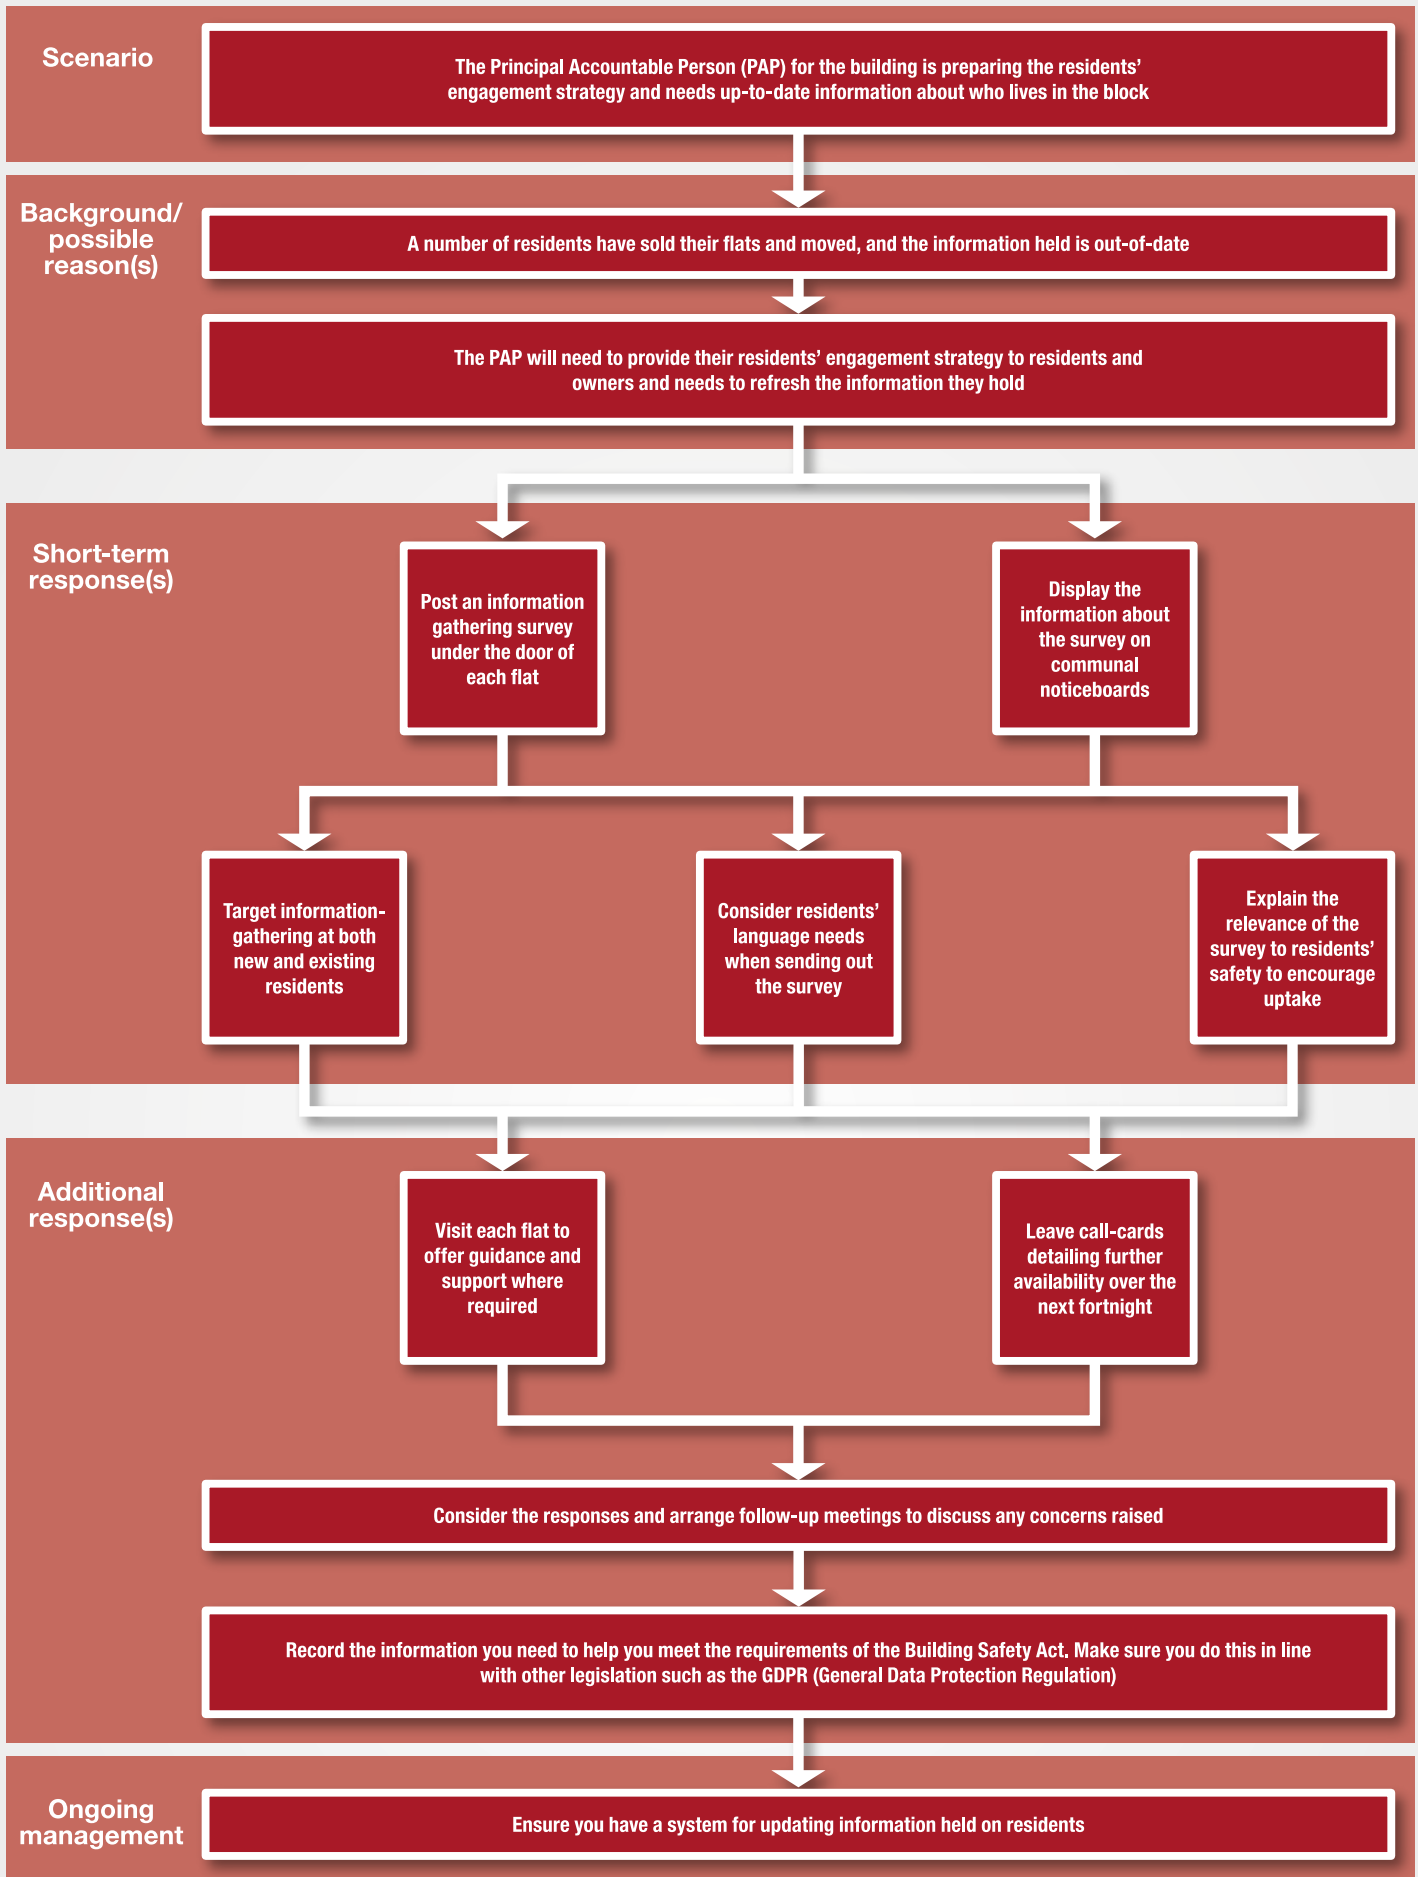 Scenario
The Principal Accountable Person (PAP) for the building is preparing the residents’
engagement strategy and needs up-to-date information about who lives in the block
Background/
possible
reason(s)
A number of residents have sold their flats and moved, and the information held is out-of-date
The PAP will need to provide their residents’ engagement strategy to residents and
owners and needs to refresh the information they hold
Short-term
response(s)
Post an information
gathering survey
under the door of
each flat
Display the
information about
the survey on
communal
noticeboards
Target information-
gathering at both
new and existing
residents
Consider residents’
language needs
when sending out
the survey
Explain the
relevance of the
survey to residents’
safety to encourage
uptake
Additional
response(s)
Visit each flat to
offer guidance and
support where
required
Leave call-cards
detailing further
availability over the
next fortnight
Consider the responses and arrange follow-up meetings to discuss any concerns raised
Record the information you need to help you meet the requirements of the Building Safety Act. Make sure you do this in line
with other legislation such as the GDPR (General Data Protection Regulation)
Ongoing
management
Ensure you have a system for updating information held on residents